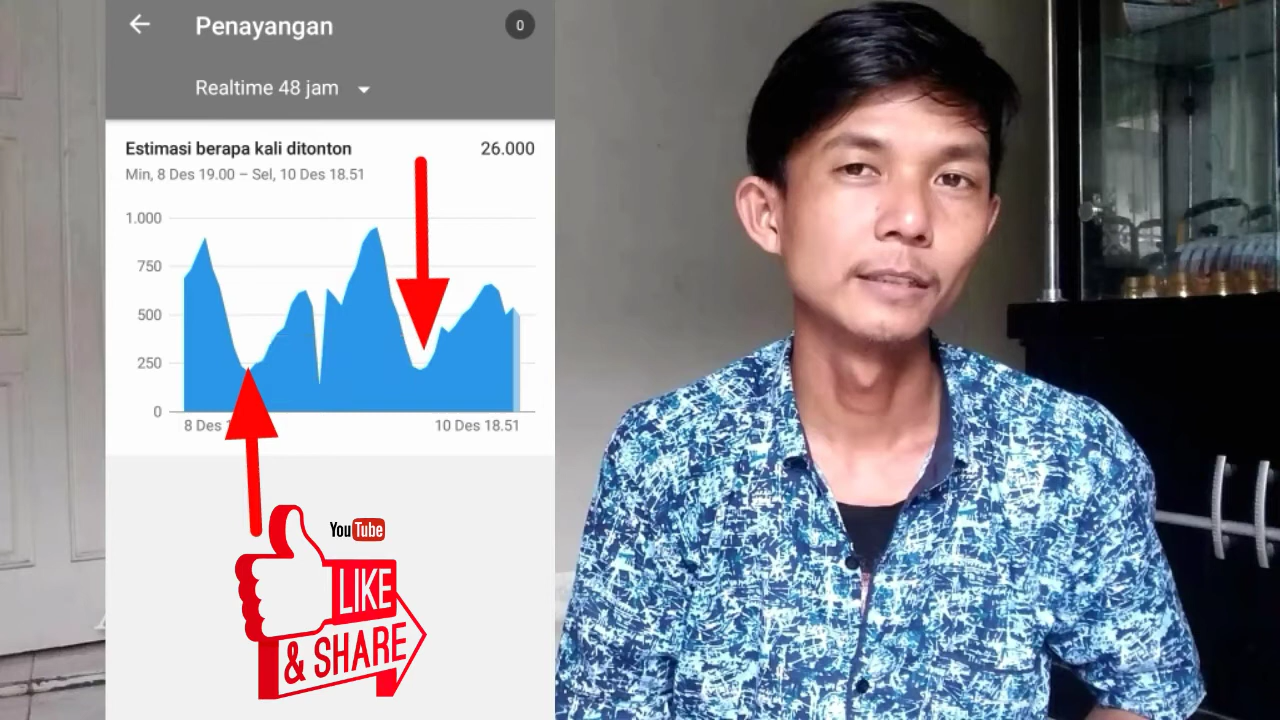 Penayangan
0
Realtime 48 jam
Estimasi berapa kali ditonton
26.000
Min, 8 Des 19.00 – Sel, 10 Des 18.51
1.000
750
500
250
0
8 Des
10 Des 18.51
YouTube
LIKE
& SHARE